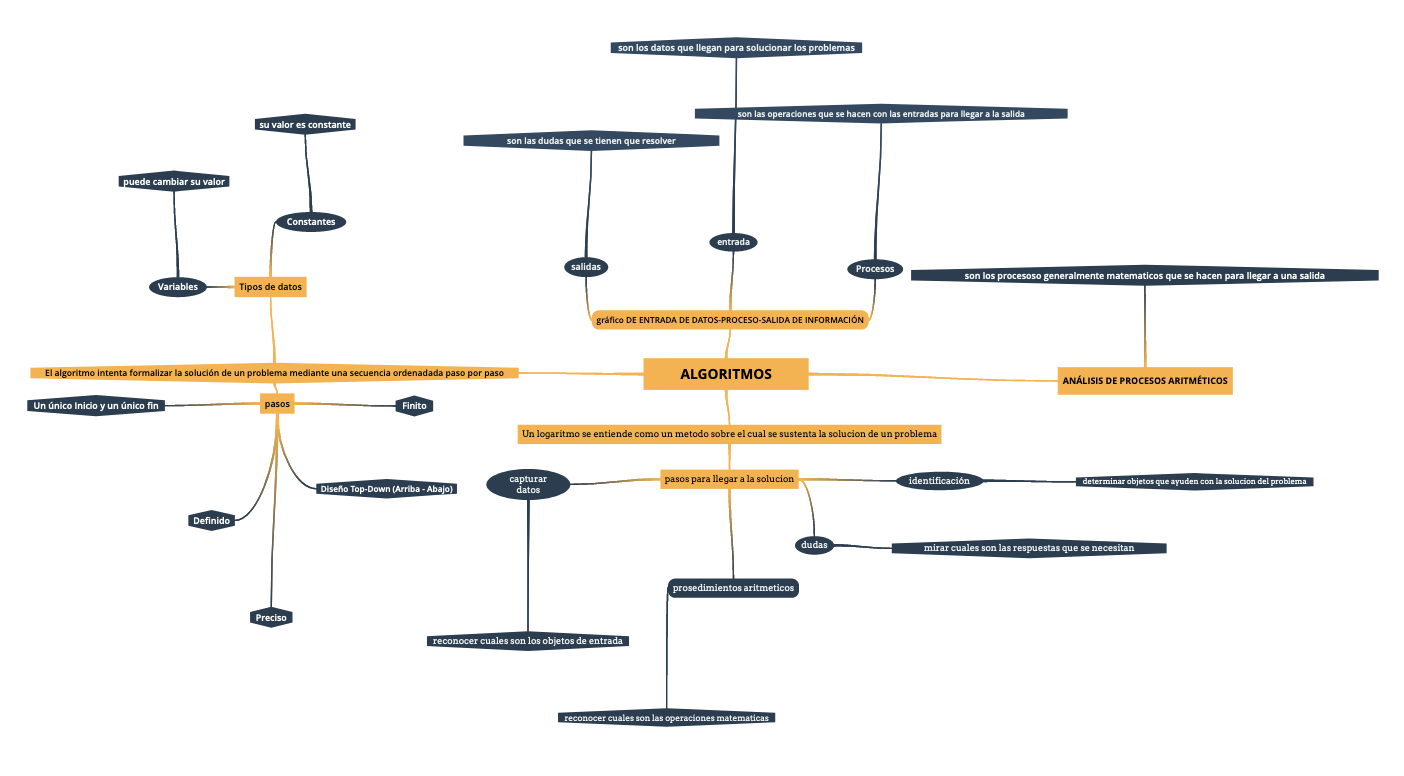 son los datos que llegan para solucionar los problemas
son las operaciones que se hacen con las entradas para llegar a la salida
su valor es constante
son las dudas que se tienen que resolver
puede cambiar su valor
Constantes
entrada
salidas
Procesos
son los procesoso generalmente matematicos que se hacen para llegar a una salida
Variables
Tipos de datos
gráfico DE ENTRADA DE DATOS-PROCESO-SALIDA DE INFORMACIÓN
El algoritmo intenta formalizar la solución de un problema mediante una secuencia ordenadada paso por paso
ALGORITMOS
ANÁLISIS DE PROCESOS ARITMÉTICOS
Un único Inicio y un único fin
pasos
Finito
Un logaritmo se entiende como un metodo sobre el cual se sustenta la solucion de un problema
capturar
datos
pasos para llegar a la solucion
identificación
determinar objetos que ayuden con la solucion del problema
Diseño Top-Down (Arriba - Abajo)
Definido
dudas
mirar cuales son las respuestas que se necesitan
prosedimientos aritmeticos
Preciso
reconocer cuales son los objetos de entrada
reconocer cuales son las operaciones matematicas